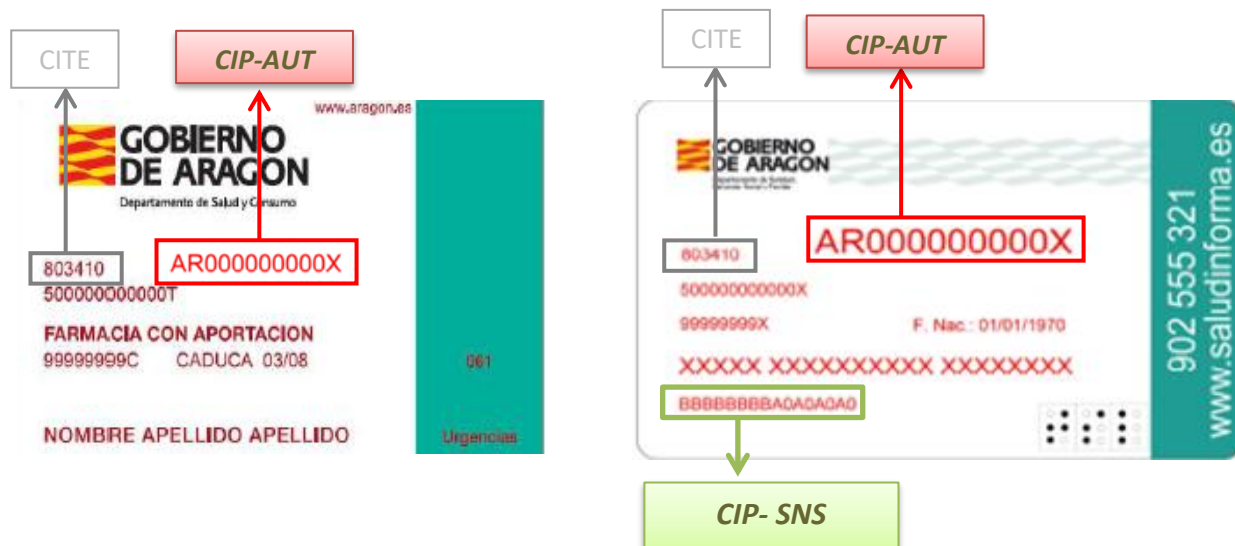 CITE
CIP-AUT
www.aragon.es
GOBIERNO
DE ARAGON
Departamento de Salud y Consumo
803410
AR000000000X
500000000000T
FARMACIA CON APORTACION
99999999C CADUCA 03/08
061
NOMBRE APELLIDO APELLIDO
Urgencias
CITE
CIP-AUT
GOBIERNO
DE ARAGON
AR000000000X
803410
500000000000X
99999999X F. Nac.: 01/01/1970
XXXXX XXXXXXXXXX XXXXXXXX
BBBBBBBBA0A0A0A0
902 555 321
www.saludinforma.es
CIP- SNS